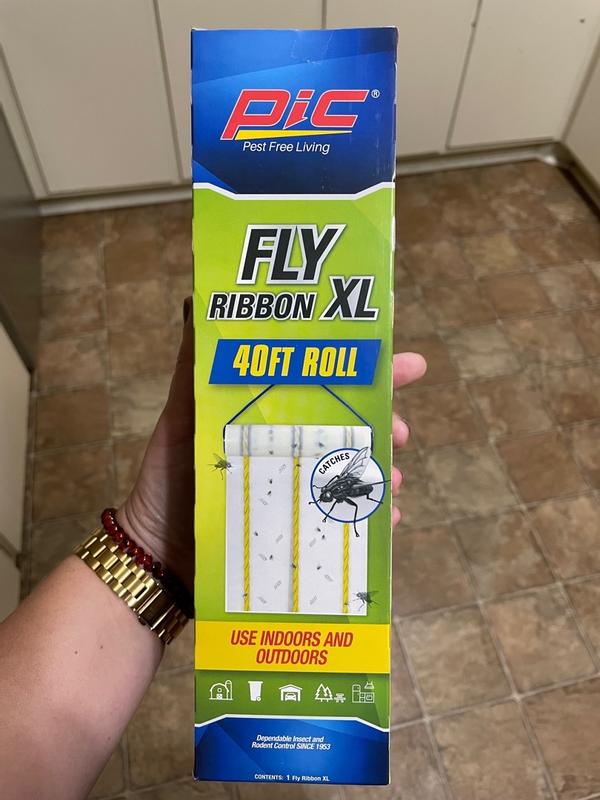 PiC®
Pest Free Living
FLY
RIBBON XL
40FT ROLL
CATCHES
USE INDOORS AND
OUTDOORS
Dependable Insect and
Rodent Control SINCE 1953
CONTENTS: 1 Fly Ribbon XL